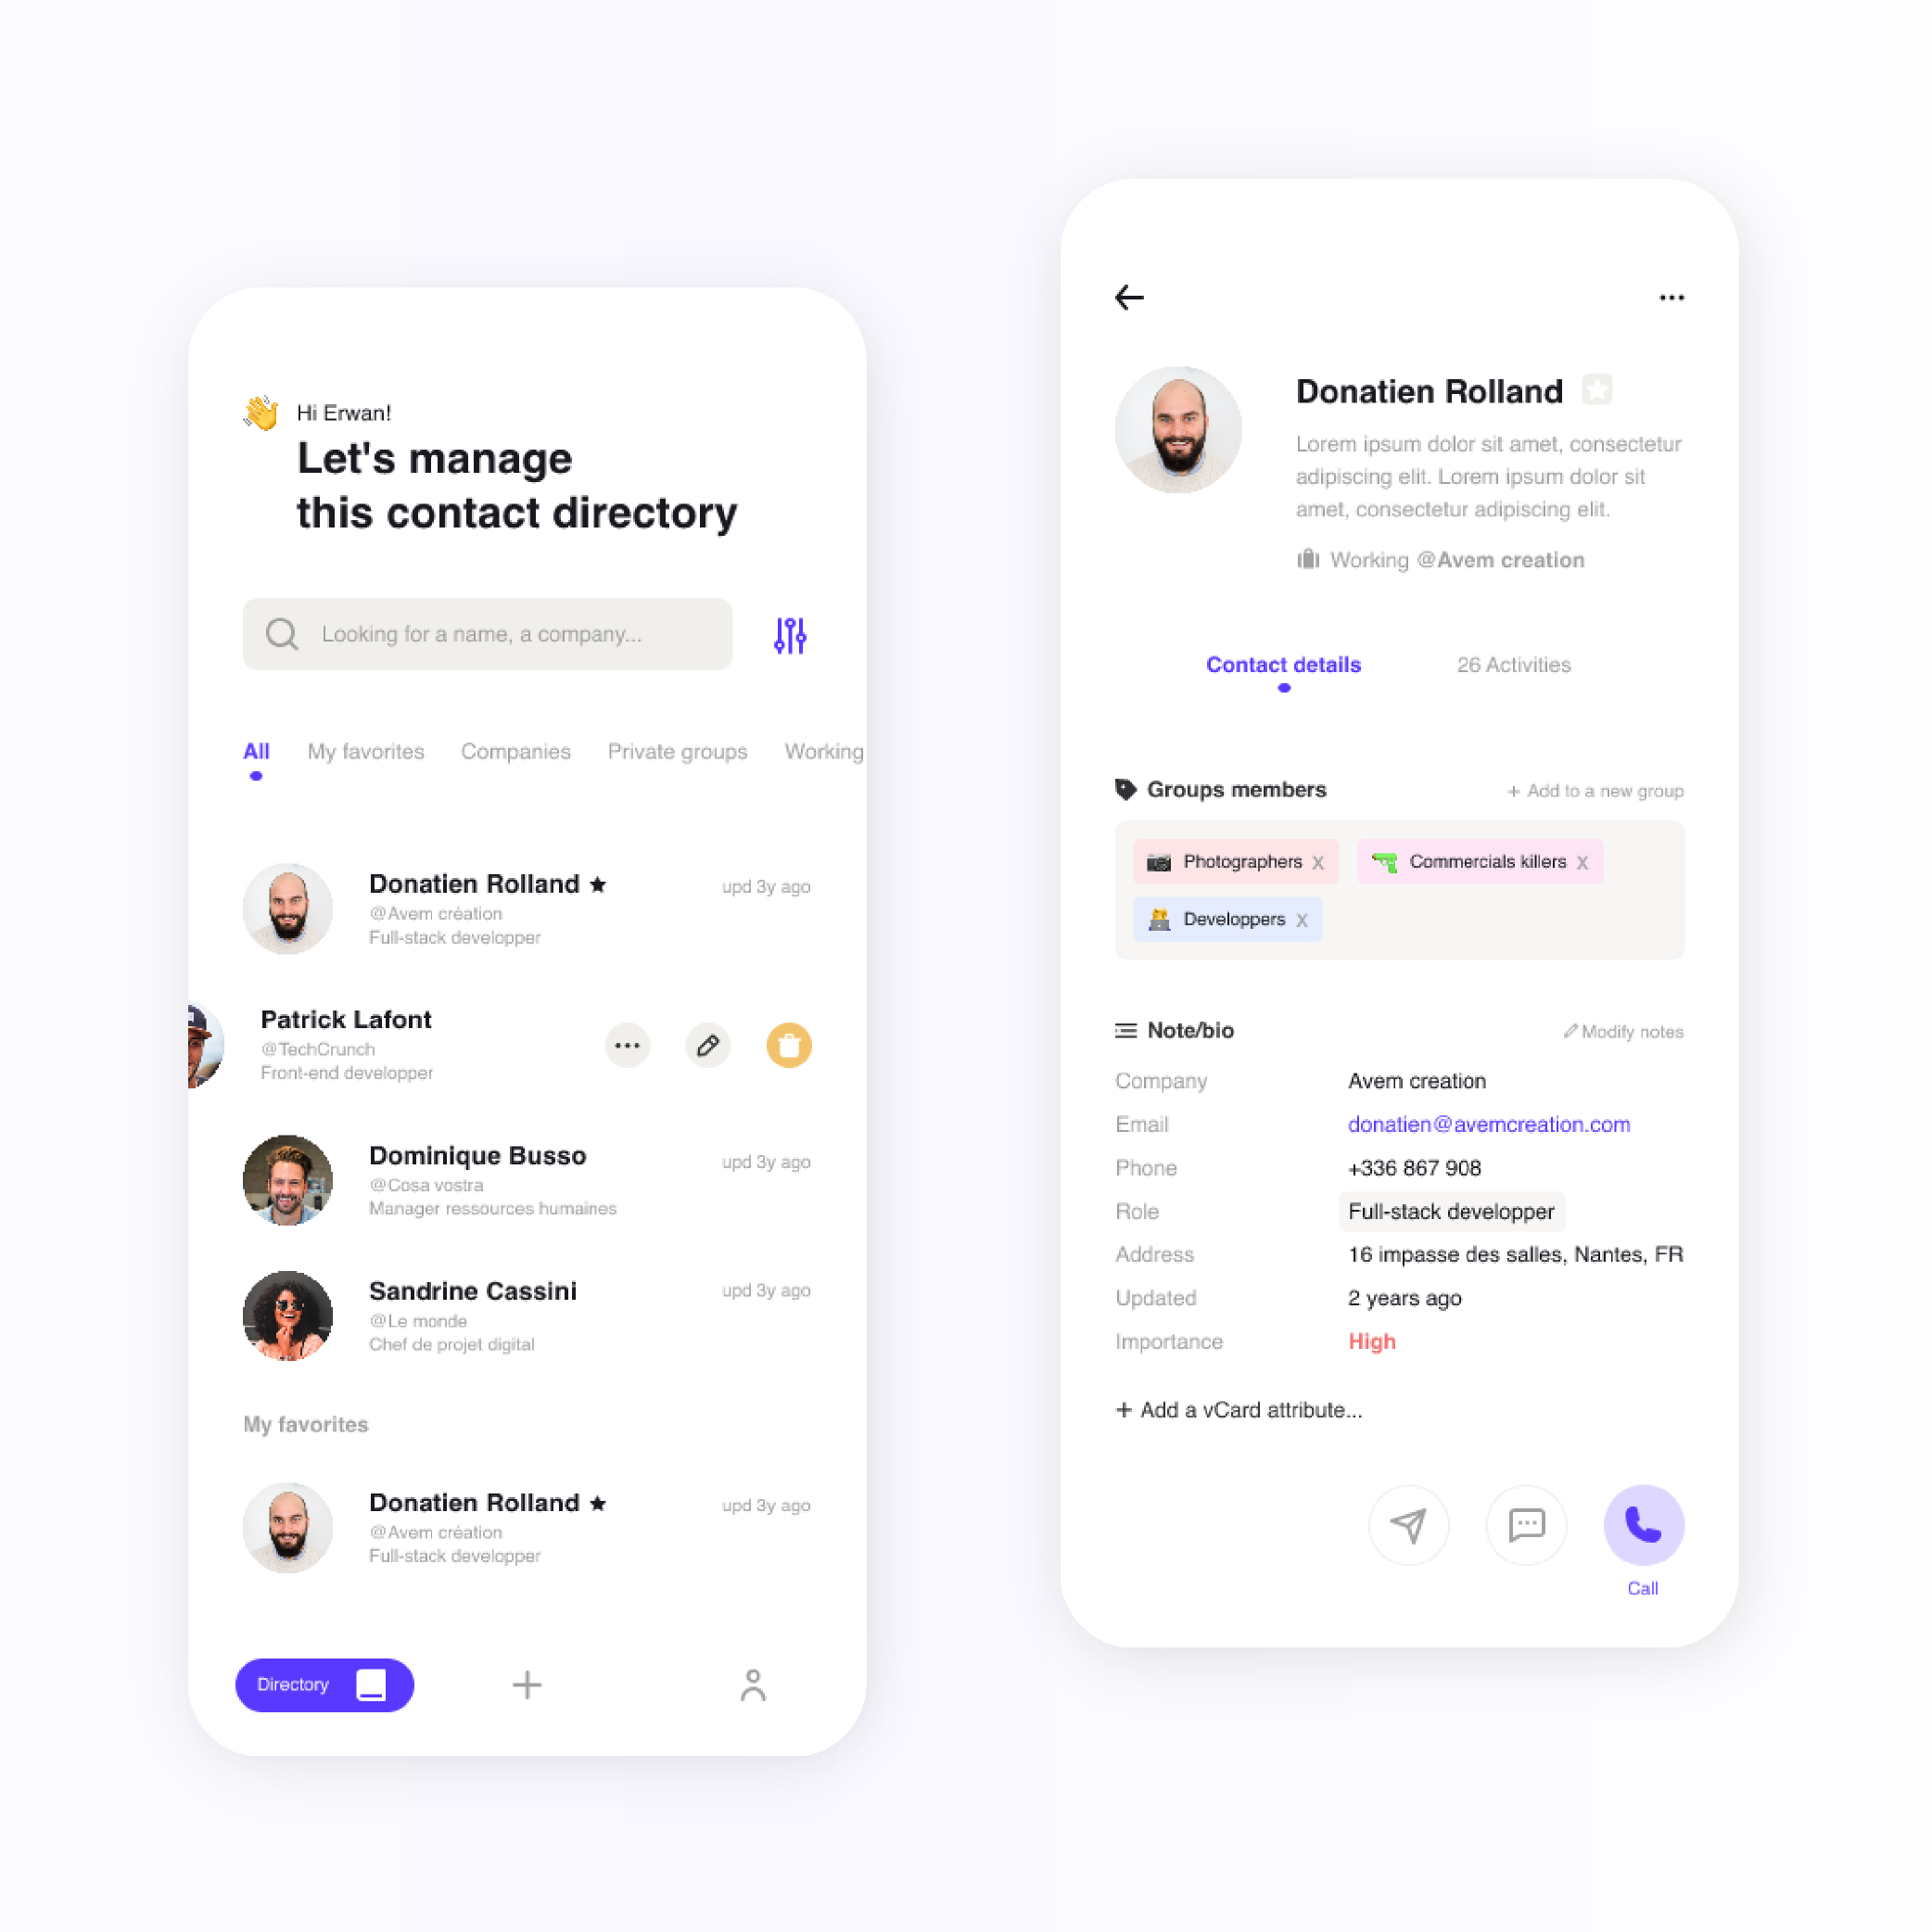 Hi Erwan!
Let's manage
this contact directory
Looking for a name, a company...
All My favorites Companies Private groups Working
Donatien Rolland
upd 3y ago
@Avem création
Full-stack developper
Patrick Lafont
@TechCrunch
Front-end developper
Dominique Busso
upd 3y ago
@Cosa vostra
Manager ressources humaines
Sandrine Cassini
upd 3y ago
@Le monde
Chef de projet digital
My favorites
Donatien Rolland
upd 3y ago
@Avem création
Full-stack developper
Directory
Donatien Rolland
Lorem ipsum dolor sit amet, consectetur
adipiscing elit. Lorem ipsum dolor sit
amet, consectetur adipiscing elit.
Working @Avem creation
Contact details 26 Activities
Groups members + Add to a new group
Photographers x Commercials killers x
Developpers x
Note/bio Modify notes
Company Avem creation
Email donatien@avemcreation.com
Phone +336 867 908
Role Full-stack developper
Address 16 impasse des salles, Nantes, FR
Updated 2 years ago
Importance High
+ Add a vCard attribute...
Call